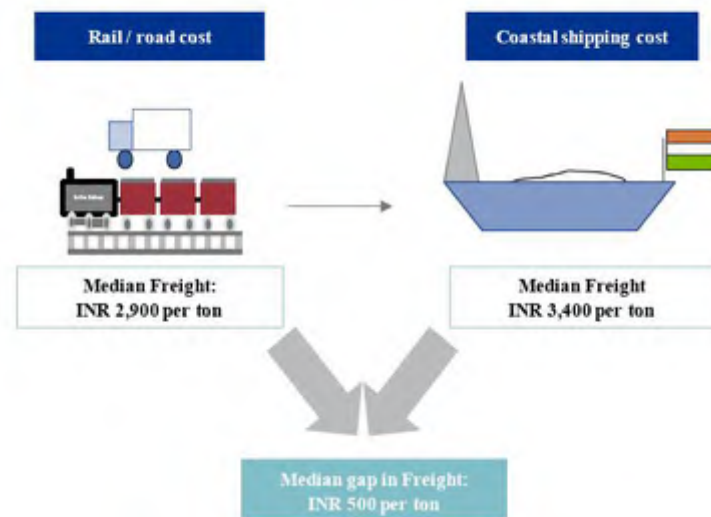 Rail / road cost
Coastal shipping cost
Median Freight:
INR 2,900 per ton
Median Freight
INR 3,400 per ton
Median gap in Freight:
INR 500 per ton